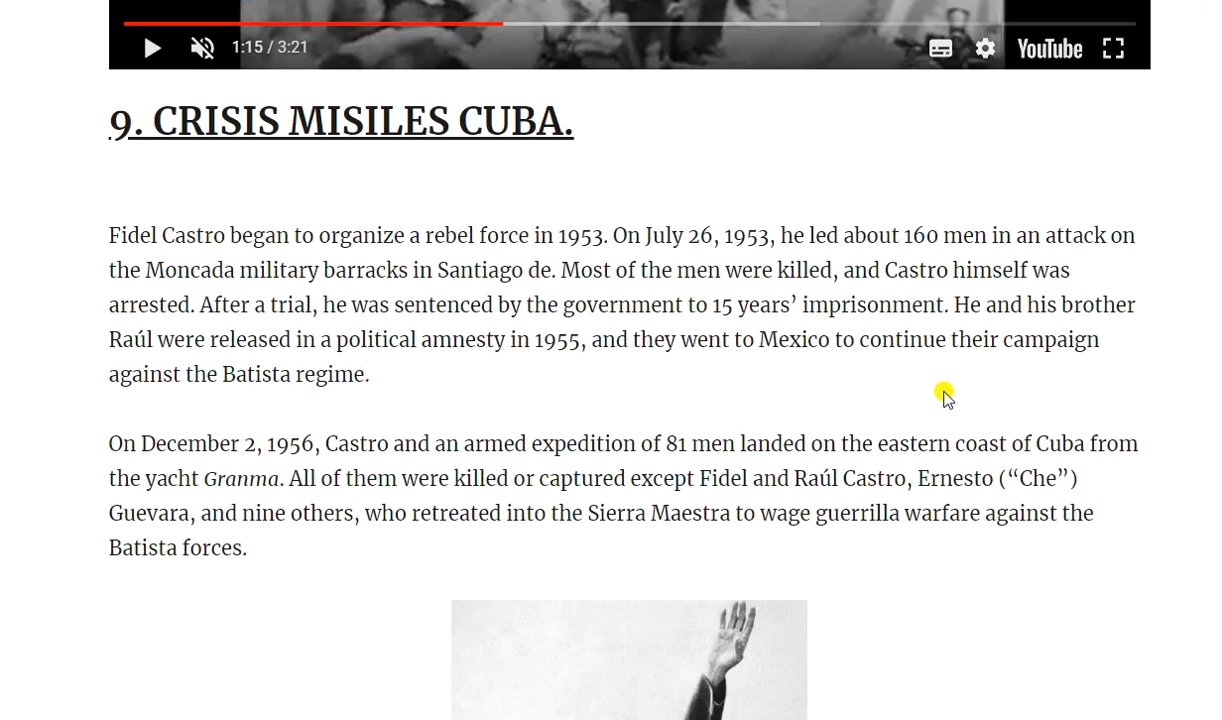 1:15 / 3:21
YouTube
9. CRISIS MISILES CUBA.
Fidel Castro began to organize a rebel force in 1953. On July 26, 1953, he led about 160 men in an attack on
the Moncada military barracks in Santiago de. Most of the men were killed, and Castro himself was
arrested. After a trial, he was sentenced by the government to 15 years’ imprisonment. He and his brother
Raúl were released in a political amnesty in 1955, and they went to Mexico to continue their campaign
against the Batista regime.
On December 2, 1956, Castro and an armed expedition of 81 men landed on the eastern coast of Cuba from
the yacht Granma. All of them were killed or captured except Fidel and Raúl Castro, Ernesto (“Che”)
Guevara, and nine others, who retreated into the Sierra Maestra to wage guerrilla warfare against the
Batista forces.